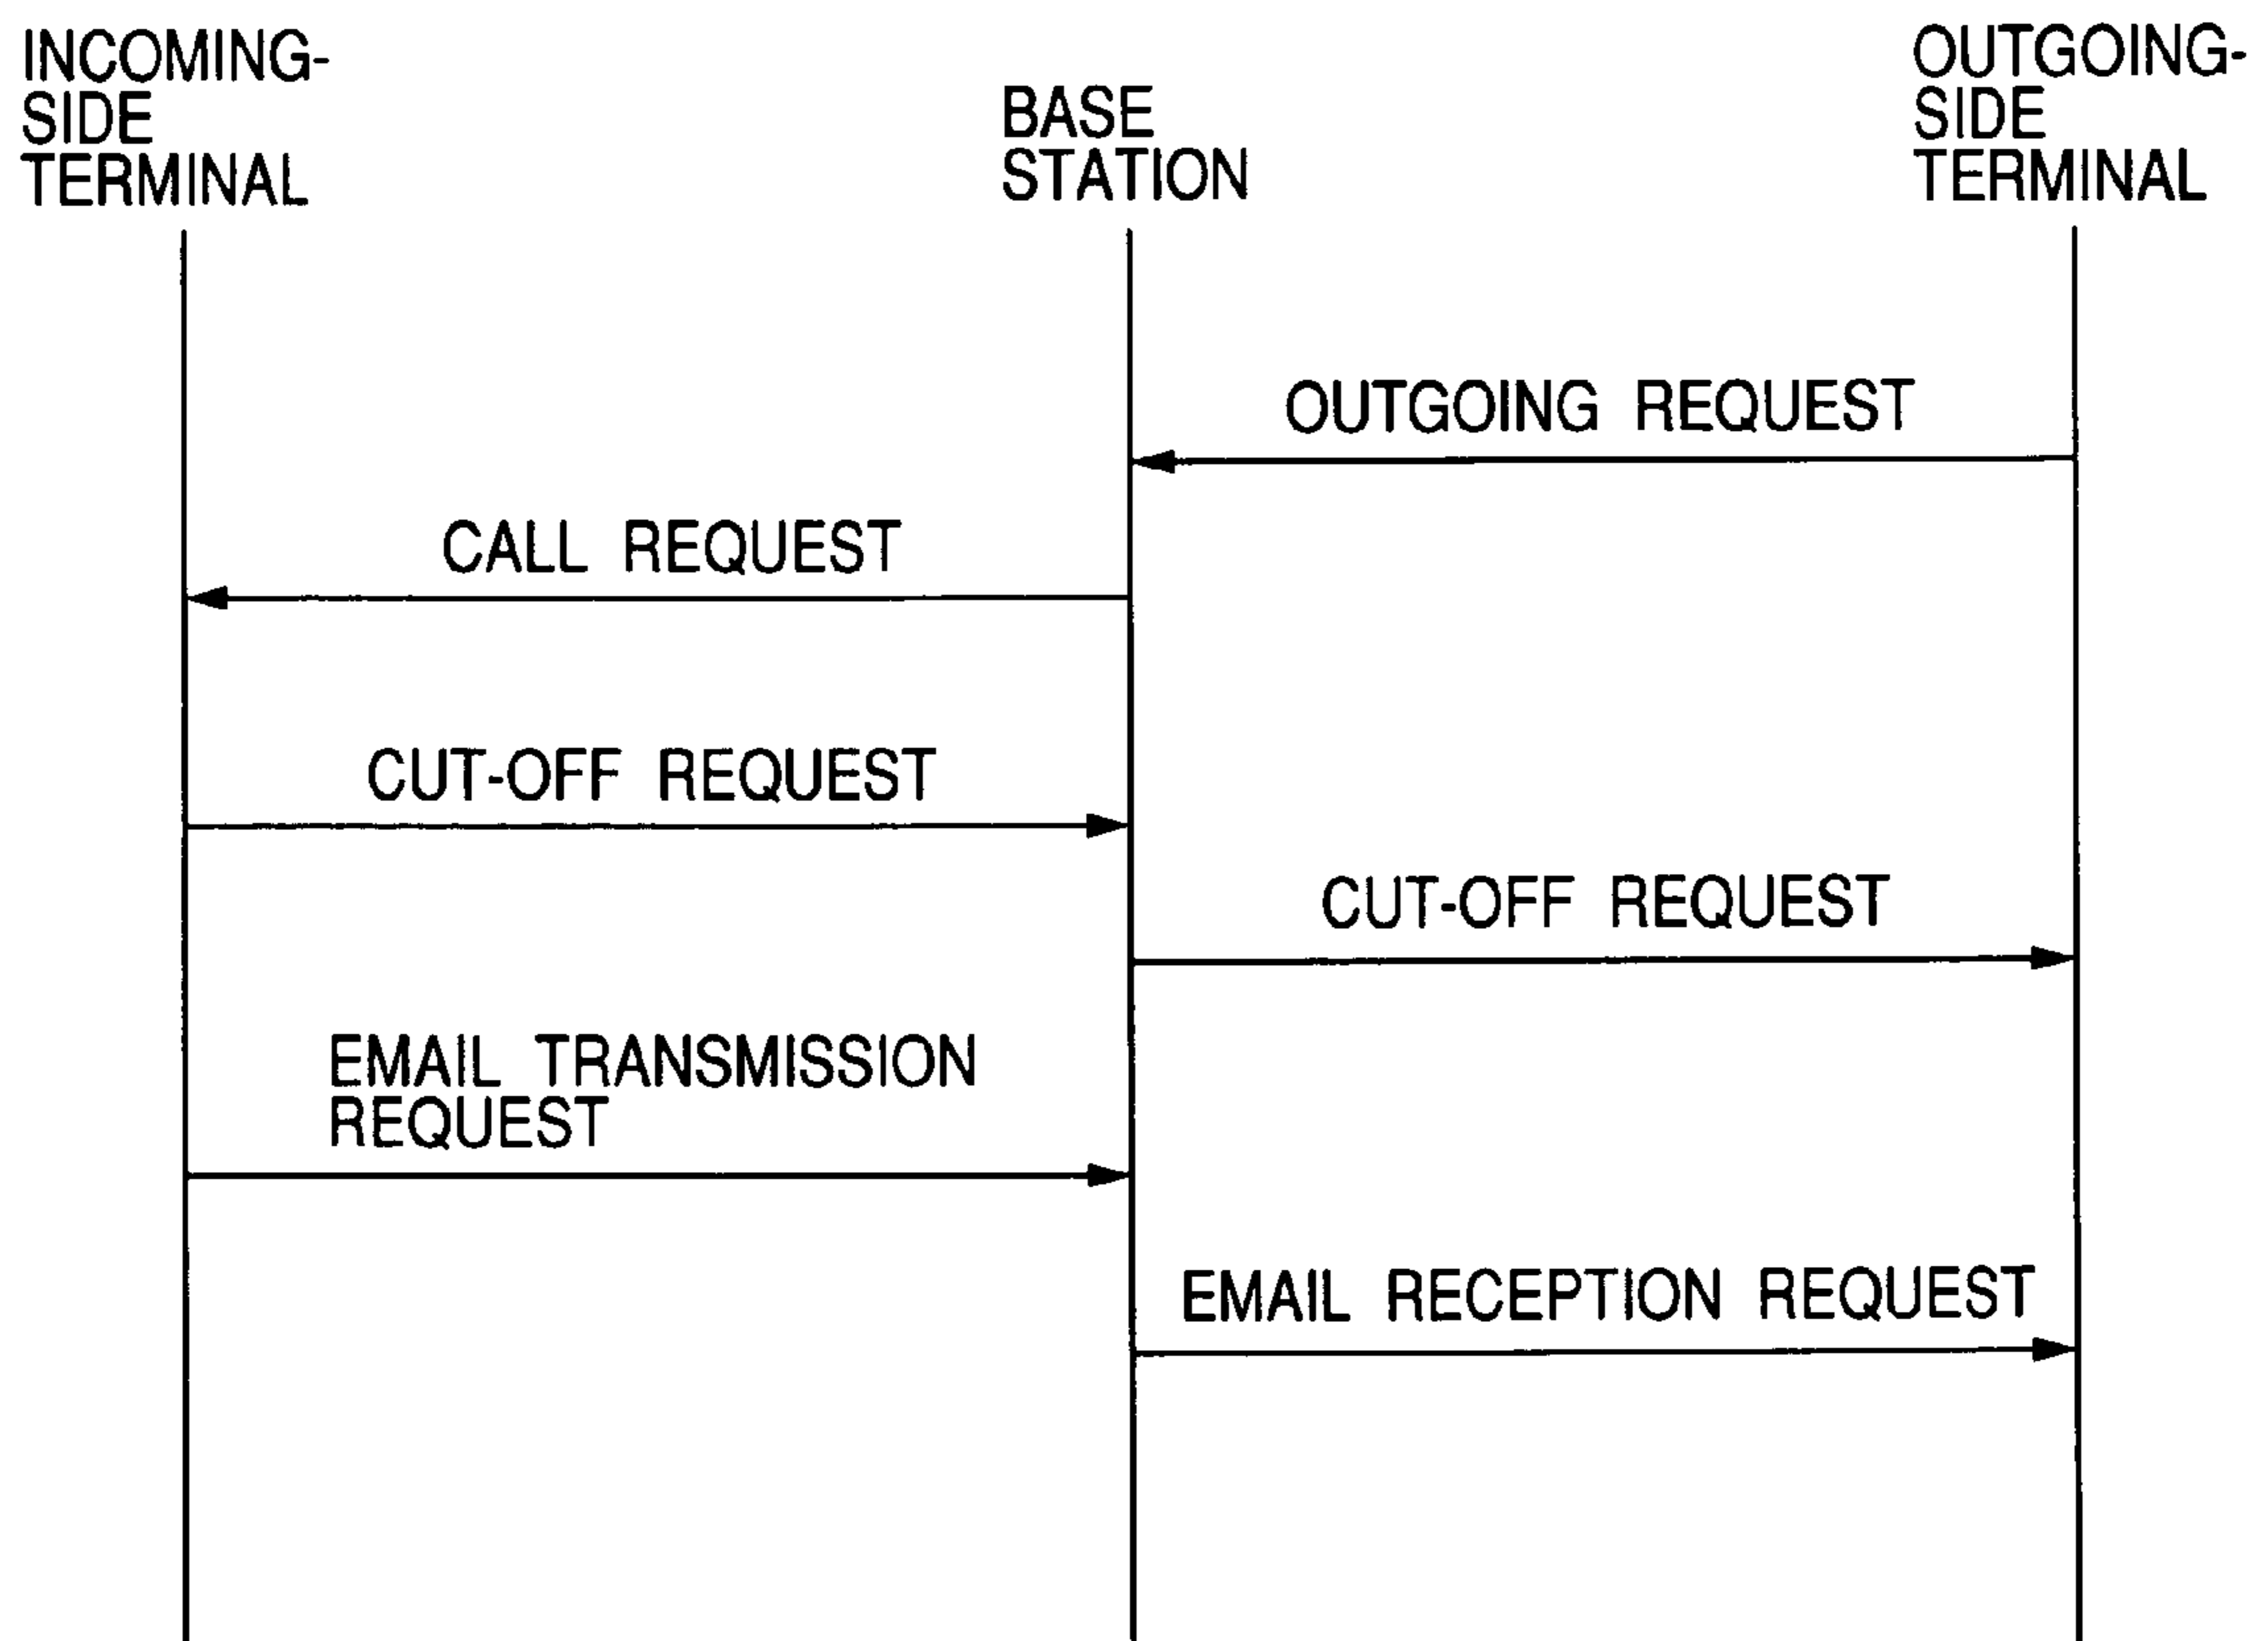 INCOMING-
SIDE
TERMINAL
BASE
STATION
OUTGOING-
SIDE
TERMINAL
OUTGOING REQUEST
CALL REQUEST
CUT-OFF REQUEST
CUT-OFF REQUEST
EMAIL TRANSMISSION
REQUEST
EMAIL RECEPTION REQUEST